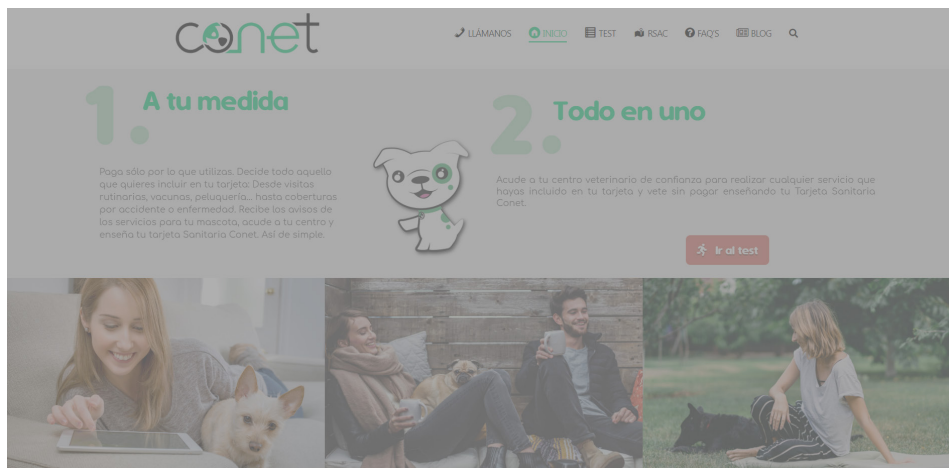 conet
LLÁMANOS INICIO TEST RSAC FAQ'S BLOG
1. A tu medida
Paga sólo por lo que utilizas. Decide todo aquello
que quieres incluir en tu tarjeta: Desde visitas
rutinarias, vacunas, peluquería... hasta coberturas
por accidente o enfermedad. Recibe los avisos de
los servicios para tu mascota, acude a tu centro y
enseña tu tarjeta Sanitaria Conet. Así de simple.
2. Todo en uno
Acude a tu centro veterinario de confianza para realizar cualquier servicio que
hayas incluido en tu tarjeta y vete sin pagar enseñando tu Tarjeta Sanitaria
Conet.
Ir al test